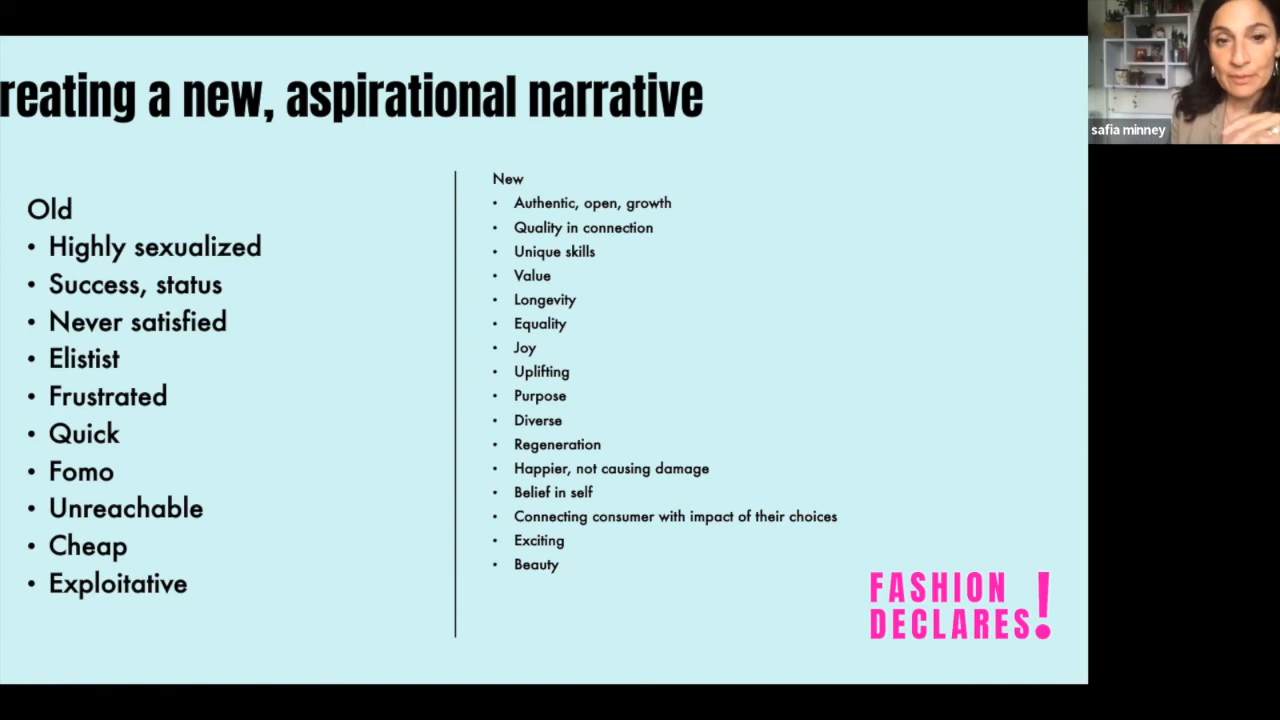 reating a new, aspirational narrative
Old
• Highly sexualized
• Success, status
• Never satisfied
• Elistist
• Frustrated
• Quick
• Fomo
• Unreachable
• Cheap
• Exploitative
New
• Authentic, open, growth
• Quality in connection
• Unique skills
• Value
• Longevity
• Equality
• Joy
• Uplifting
• Purpose
• Diverse
• Regeneration
• Happier, not causing damage
• Belief in self
• Connecting consumer with impact of their choices
• Exciting
• Beauty
FASHION
DECLARES!
safia minney